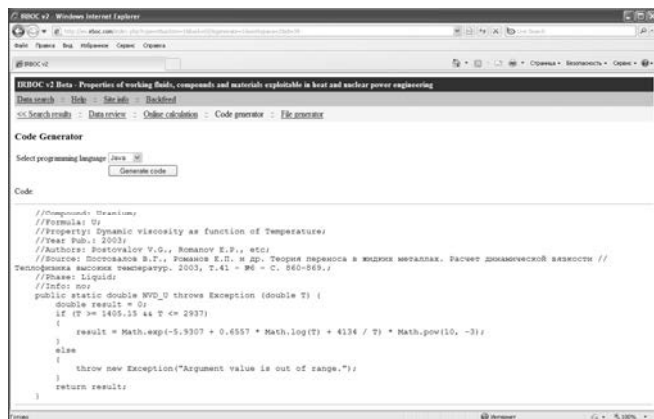 IRBOC v2 - Windows Internet Explorer
Файл Правка Вид Избранное Сервис Справка
IRBOC v2
Страница Безопасность Сервис
IRBOC v2 Beta - Properties of working fluids, compounds and materials exploitable in heat and nuclear power engineering
Data search :: Help :: Site info :: Backfeed
<< Search results :: Data review :: Online calculation :: Code generator :: File generator
Code Generator
Select programming language Java
Generate code
Code:
//Compound: Uranium;
//Formula: U;
//Property: Dynamic viscosity as function of Temperature;
//Year Pub.: 2003;
//Authors: Postovalov V.G., Romanov E.P., etc;
//Source: Постовалов В.Г., Романов Е.П. и др. Теория переноса в жидких металлах. Расчет динамической вязкости //
Теплофизика высоких температур. 2003, Т.41 - №6 - С. 860-869.;
//Phase: Liquid;
//Info: no;
public static double NVD_U throws Exception (double T) {
double result = 0;
if (T >= 1405.15 && T <= 2937)
{
result = Math.exp(-5.9307 + 0.6557 * Math.log(T) + 4134 / T) * Math.pow(10, -3);
}
else
{
throw new Exception("Argument value is out of range.");
}
return result;
}
Готово
Интернет
100%